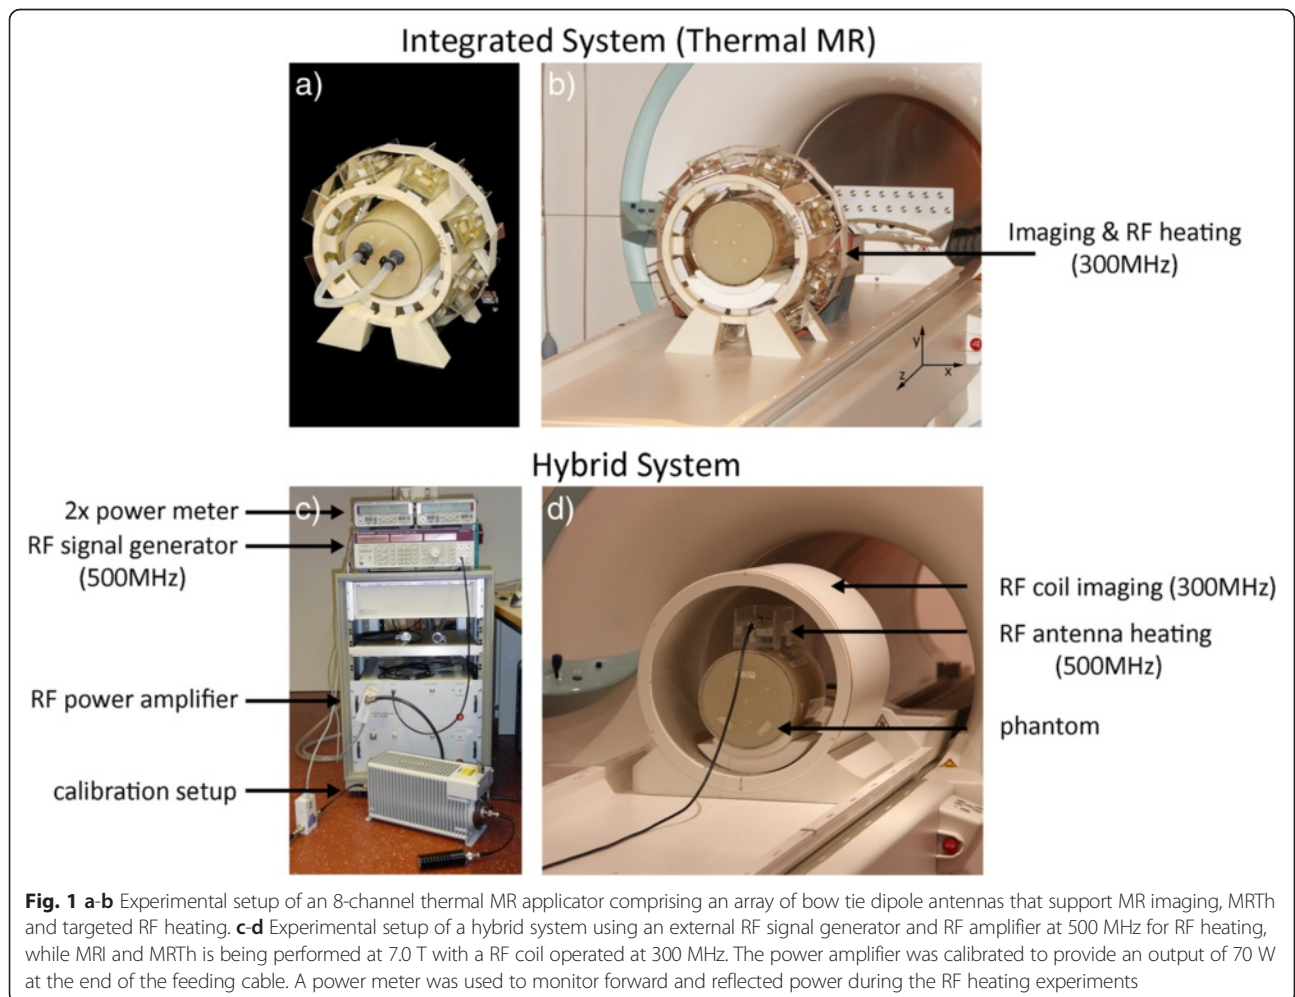 Integrated System (Thermal MR)
a)
b)
Imaging & RF heating
(300MHz)
y
x
z
Hybrid System
c)
d)
2x power meter
RF signal generator
(500MHz)
RF power amplifier
calibration setup
RF coil imaging (300MHz)
RF antenna heating
(500MHz)
phantom
Fig. 1 a-b Experimental setup of an 8-channel thermal MR applicator comprising an array of bow tie dipole antennas that support MR imaging, MRTh
and targeted RF heating. c-d Experimental setup of a hybrid system using an external RF signal generator and RF amplifier at 500 MHz for RF heating,
while MRI and MRTh is being performed at 7.0 T with a RF coil operated at 300 MHz. The power amplifier was calibrated to provide an output of 70 W
at the end of the feeding cable. A power meter was used to monitor forward and reflected power during the RF heating experiments